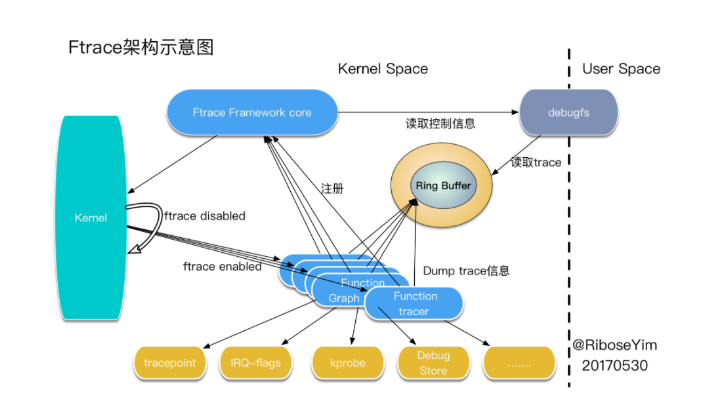 Ftrace架构示意图
Kernel Space
User Space
Ftrace Framework core
debugfs
读取控制信息
读取trace
Ring Buffer
注册
Kernel
ftrace disabled
ftrace enabled
Dump trace信息
Function
Graph
Function
tracer
tracepoint
IRQ-flags
kprobe
Debug
Store
.......
@RiboseYim
20170530